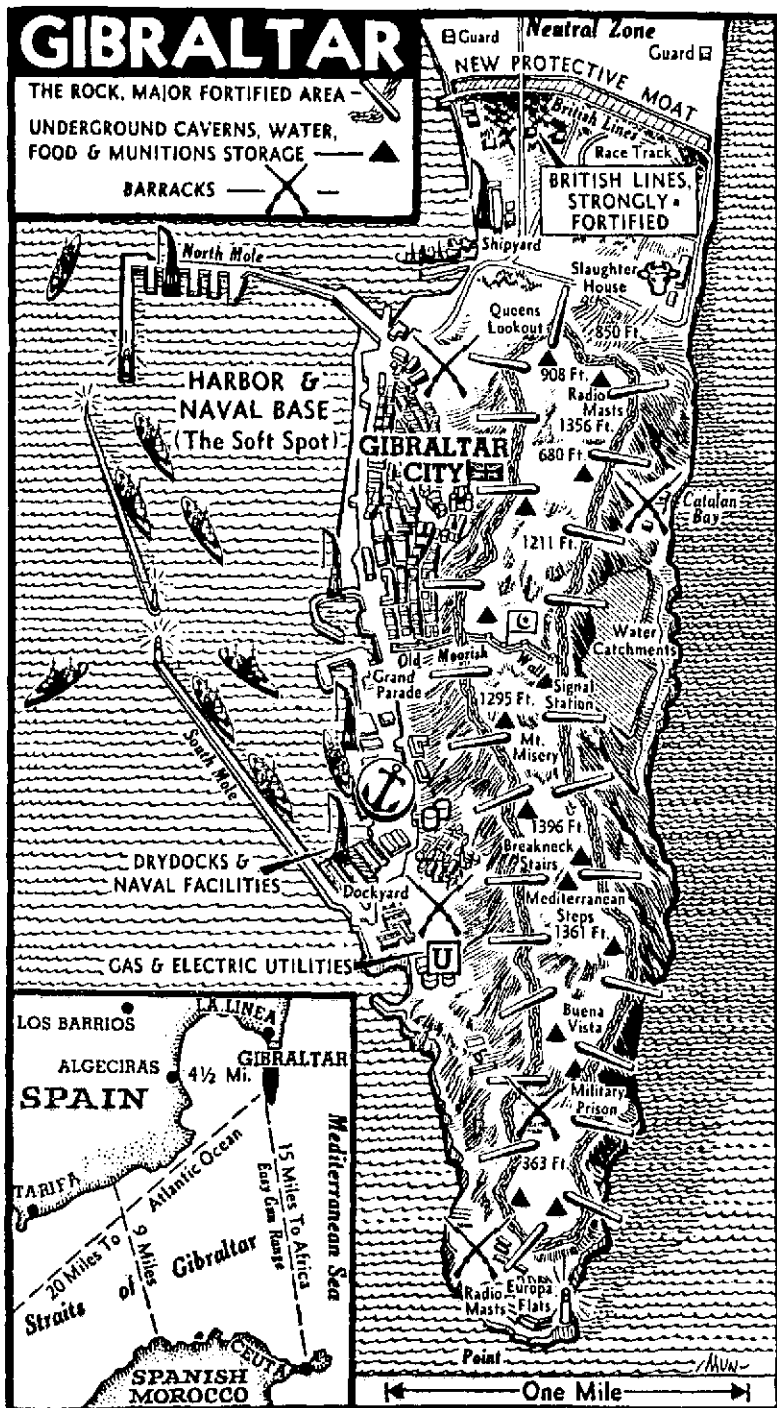 GIBRALTAR
THE ROCK, MAJOR FORTIFIED AREA
UNDERGROUND CAVERNS, WATER,
FOOD & MUNITIONS STORAGE
BARRACKS
Guard
Neutral Zone
Guard
NEW PROTECTIVE MOAT
British Lines
Race Track
BRITISH LINES,
STRONGLY
FORTIFIED
Shipyard
North Mole
Slaughter
House
Queens
Lookout
850 Ft.
908 Ft.
Radio
Masts
1356 Ft.
HARBOR &
NAVAL BASE
(The Soft Spot)
GIBRALTAR
CITY
680 Ft.
Catalan
Bay
1211 Ft.
Water
Catchments
Old Moorish Wall
Grand
Parade
Signal
Station
1295 Ft.
Mt.
Misery
South Mole
1396 Ft.
Breakneck
Stairs
DRYDOCKS &
NAVAL FACILITIES
Dockyard
Mediterranean
Steps
1361 Ft.
GAS & ELECTRIC UTILITIES
U
Buena
Vista
Military
Prison
363 Ft.
Radio
Masts
Europa
Flats
Point
MUN
One Mile
LOS BARRIOS
LA LINEA
ALGECIRAS
4½ Mi.
GIBRALTAR
SPAIN
TARIFA
20 Miles To Atlantic Ocean
9 Miles
15 Miles To Africa
Easy Gun Range
Mediterranean Sea
Straits of Gibraltar
CEUTA
SPANISH
MOROCCO